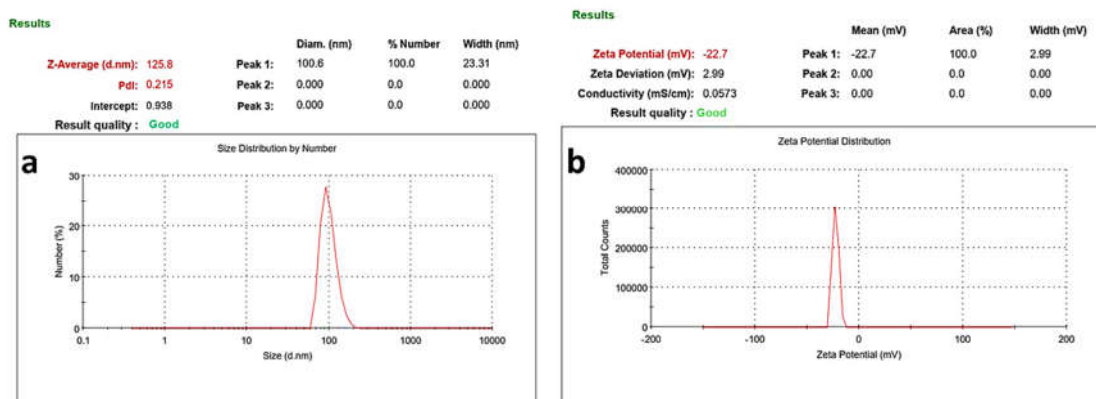 Results
Diam. (nm) % Number Width (nm)
Z-Average (d.nm): 125.8 Peak 1: 100.6 100.0 23.31
PdI: 0.215 Peak 2: 0.000 0.0 0.000
Intercept: 0.938 Peak 3: 0.000 0.0 0.000
Result quality : Good
a
Size Distribution by Number
Number (%)
30
20
10
0
0.1 1 10 100 1000 10000
Size (d.nm)
Results
Mean (mV) Area (%) Width (mV)
Zeta Potential (mV): -22.7 Peak 1: -22.7 100.0 2.99
Zeta Deviation (mV): 2.99 Peak 2: 0.00 0.0 0.00
Conductivity (mS/cm): 0.0573 Peak 3: 0.00 0.0 0.00
Result quality : Good
b
Zeta Potential Distribution
Total Counts
400000
300000
200000
100000
0
-200 -100 0 100 200
Zeta Potential (mV)